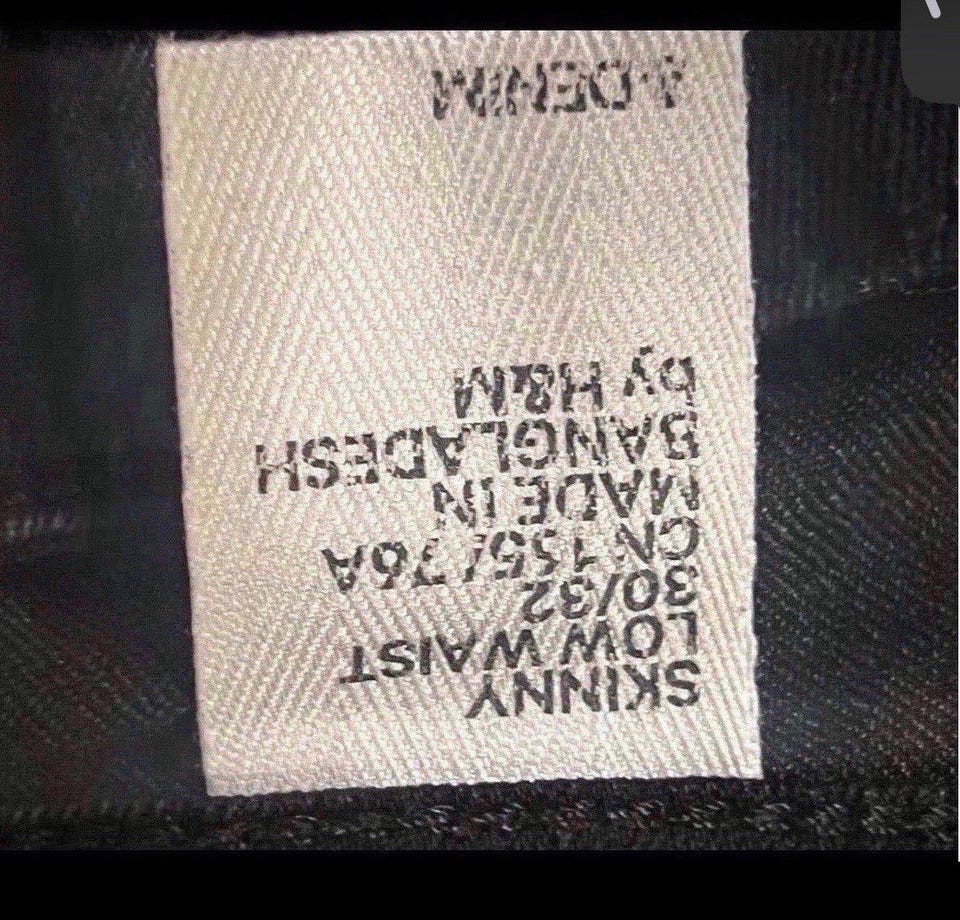 SKINNY
LOW WAIST
30/32
CN 155/76A
MADE IN
BANGLADESH
by H&M
&DENIM